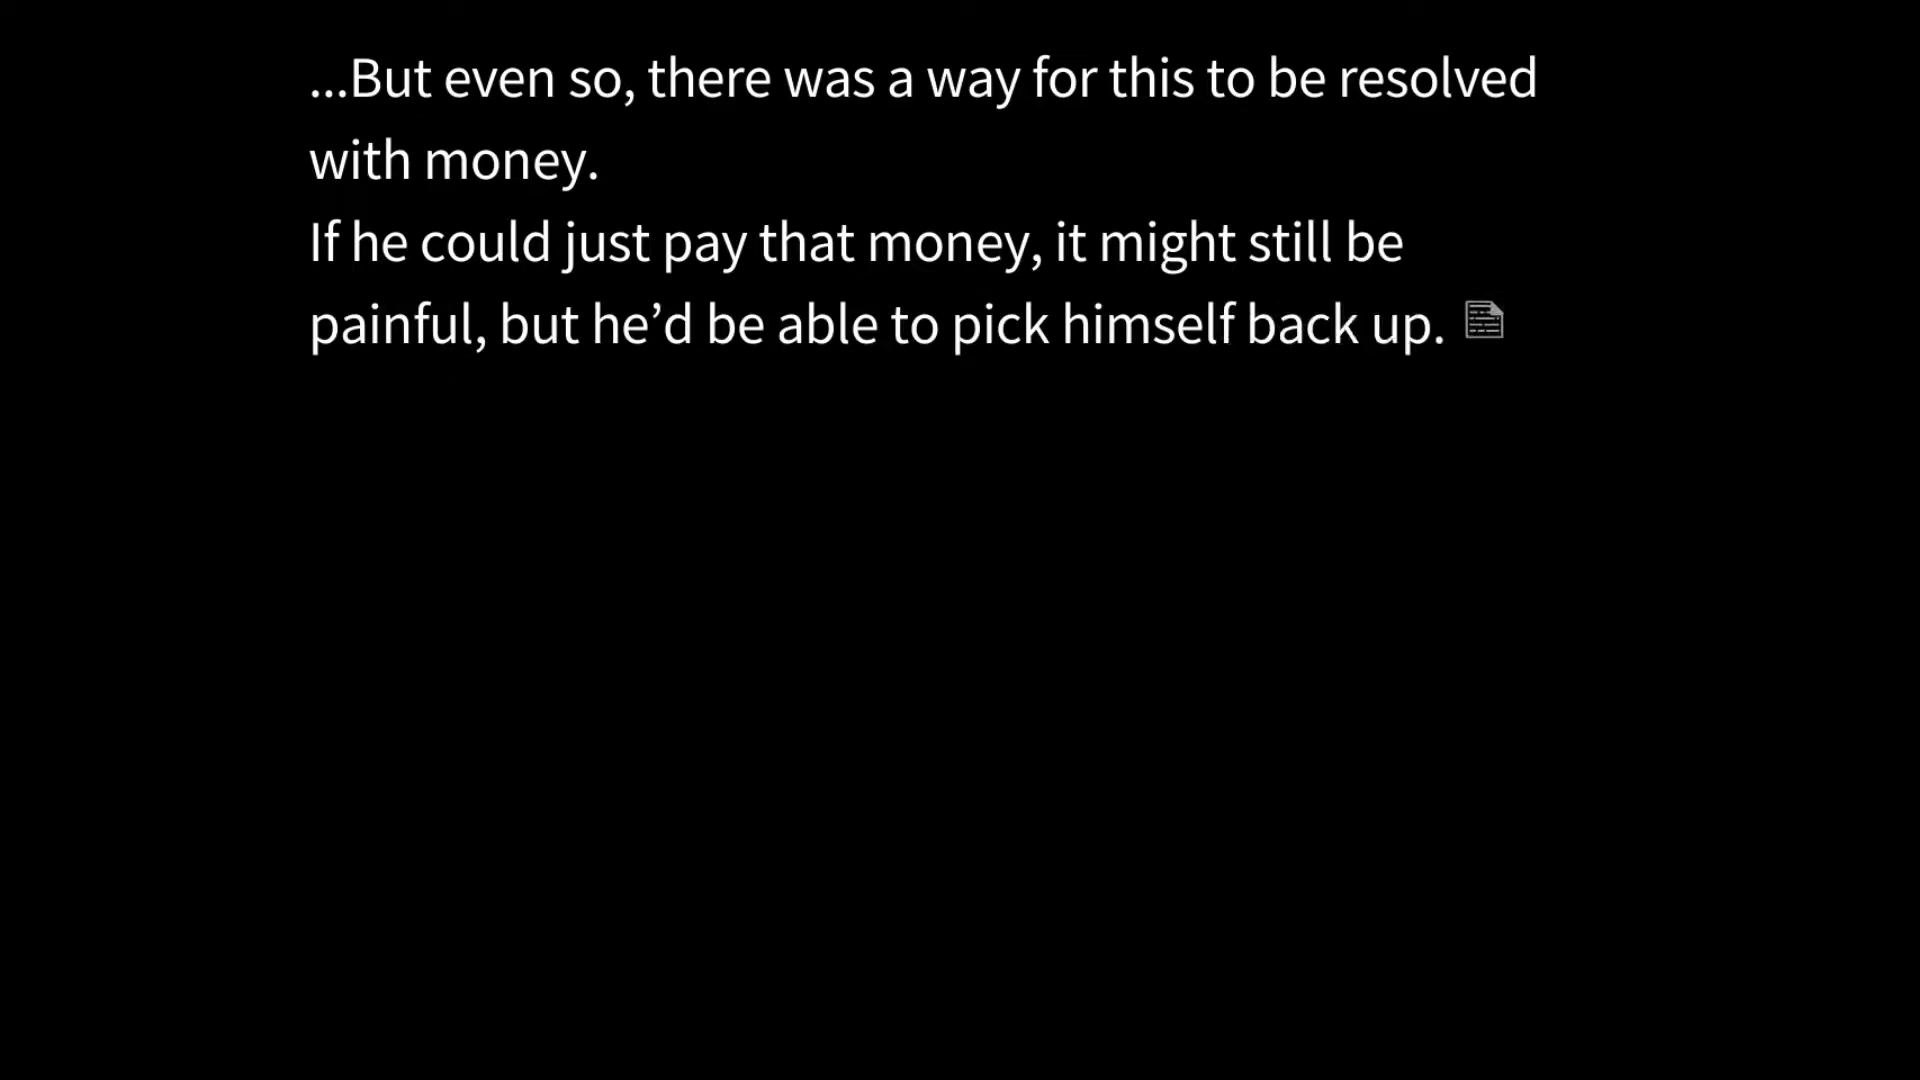 ...But even so, there was a way for this to be resolved
with money.
If he could just pay that money, it might still be
painful, but he’d be able to pick himself back up.